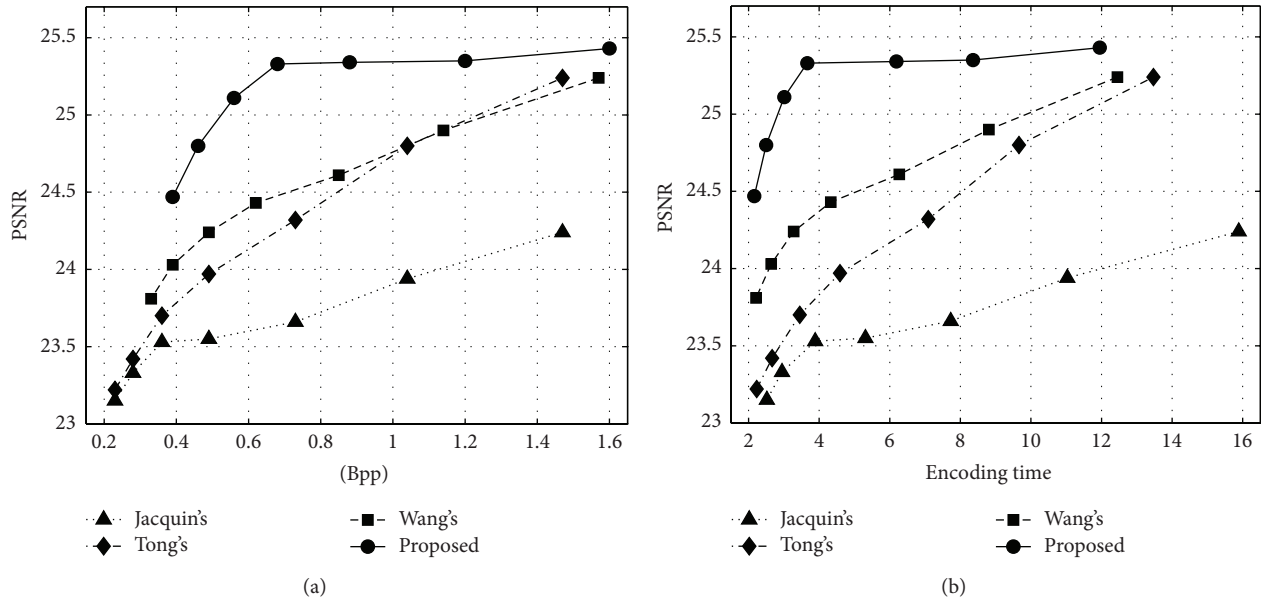 25.5
25
24.5
24
23.5
23
PSNR
0.2 0.4 0.6 0.8 1 1.2 1.4 1.6
(Bpp)
Jacquin's
Tong's
Wang's
Proposed
(a)
25.5
25
24.5
24
23.5
23
PSNR
2 4 6 8 10 12 14 16
Encoding time
Jacquin's
Tong's
Wang's
Proposed
(b)